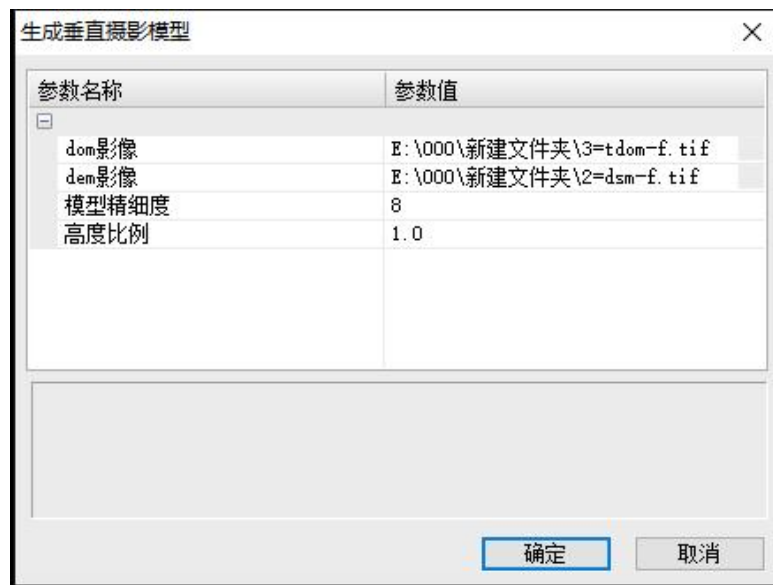 生成垂直摄影模型
参数名称 参数值
dom影像 E:\000\新建文件夹\3=tdom-f.tif
dem影像 E:\000\新建文件夹\2=dsm-f.tif
模型精细度 8
高度比例 1.0
确定 取消